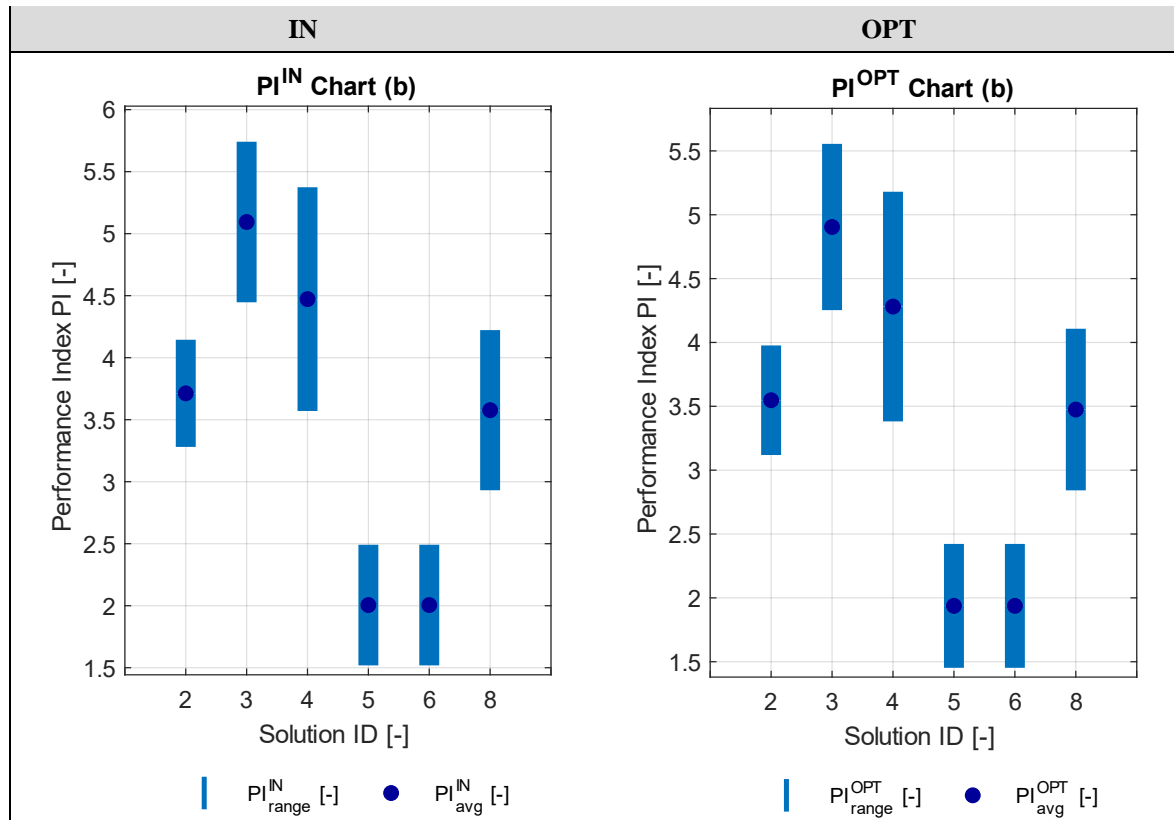 IN
OPT
PI^IN Chart (b)
6
5.5
5
4.5
4
3.5
3
2.5
2
1.5
Performance Index PI [-]
2 3 4 5 6 8
Solution ID [-]
PI^IN_range [-] PI^IN_avg [-]
PI^OPT Chart (b)
5.5
5
4.5
4
3.5
3
2.5
2
1.5
Performance Index PI [-]
2 3 4 5 6 8
Solution ID [-]
PI^OPT_range [-] PI^OPT_avg [-]